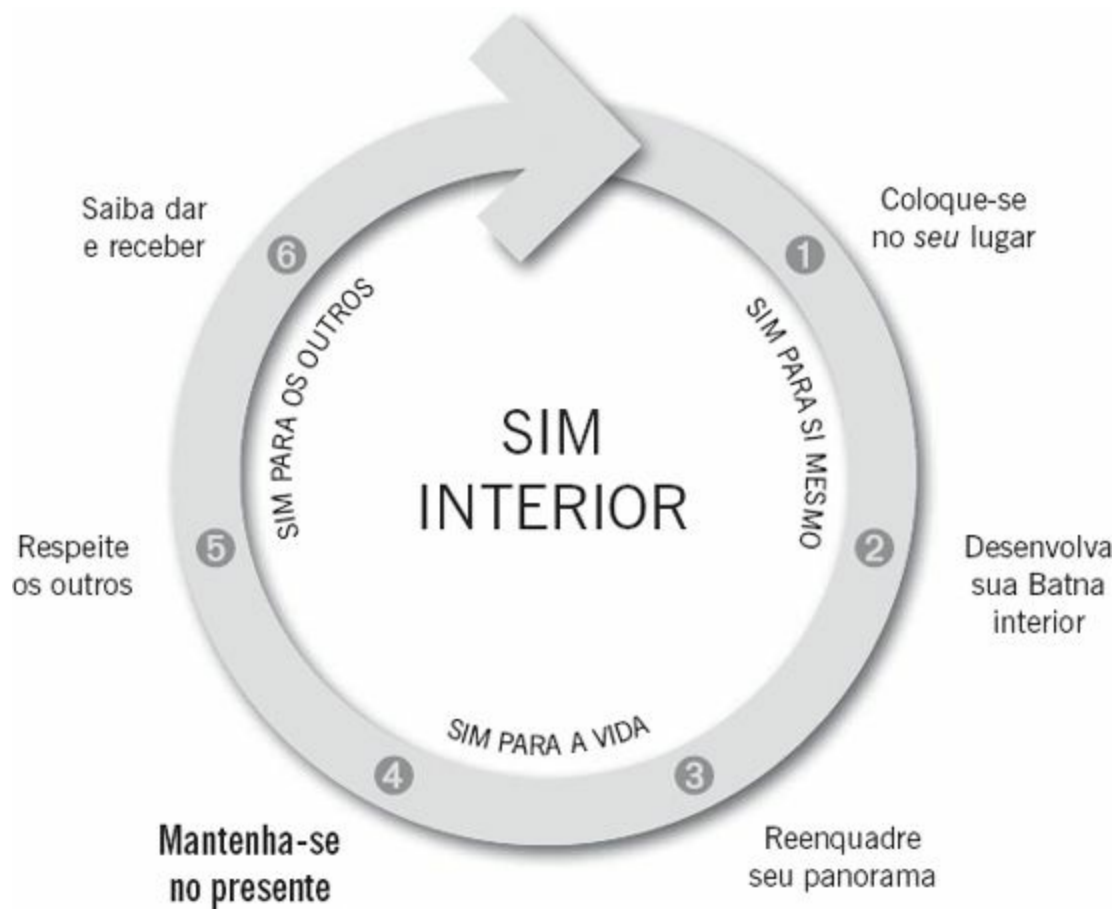 Coloque-se
no seu lugar
1
SIM PARA SI MESMO
2
Desenvolva
sua Batna
interior
3
Reenquadre
seu panorama
SIM PARA A VIDA
4
Mantenha-se
no presente
5
Respeite
os outros
SIM PARA OS OUTROS
6
Saiba dar
e receber
SIM
INTERIOR